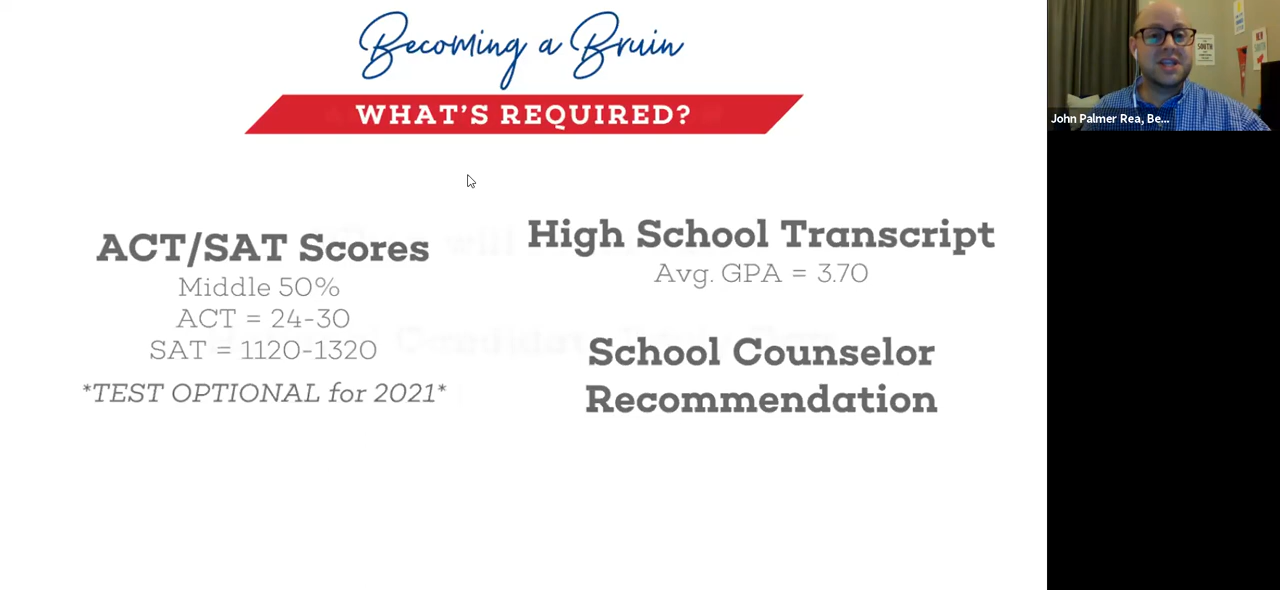 Becoming a Bruin
WHAT'S REQUIRED?
ACT/SAT Scores
Middle 50%
ACT = 24-30
SAT = 1120-1320
*TEST OPTIONAL for 2021*
High School Transcript
Avg. GPA = 3.70
School Counselor
Recommendation
John Palmer Rea, Be...
SOUTH